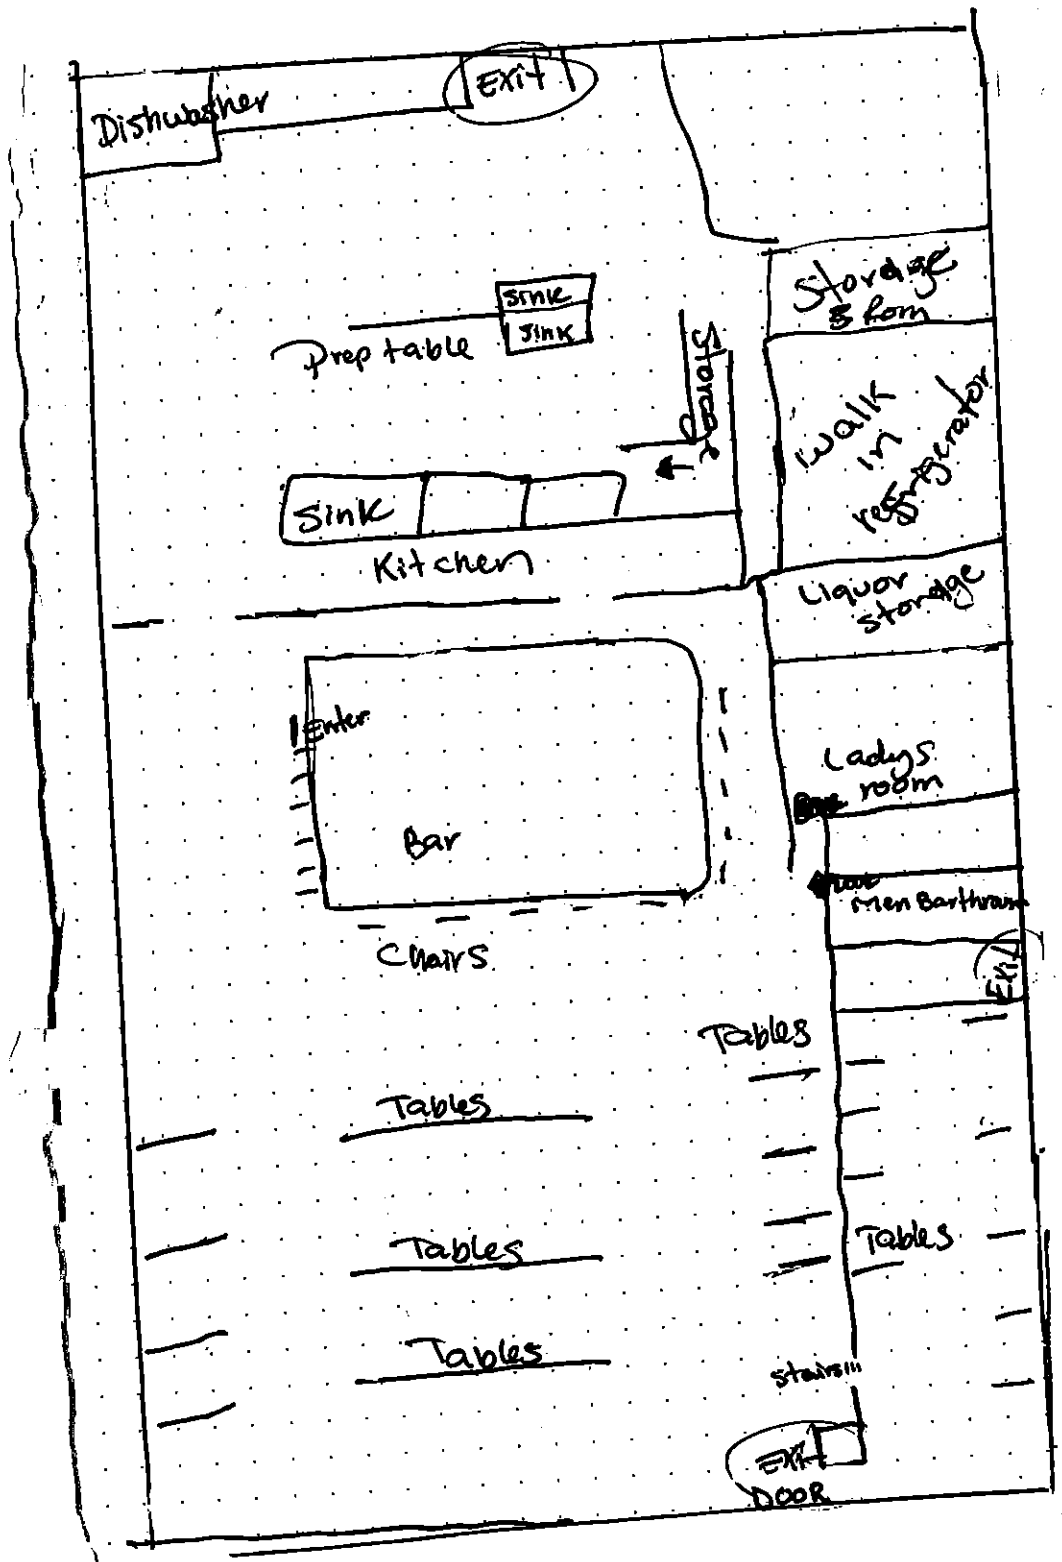 Exit
Dishwasher
Storage
Rom
sink
sink
Prep table
Storage
Walk
in
refrigerator
Sink
Kitchen
Liquor
storage
Enter
Ladys
room
Bar
Men Barthroom
Chairs
Exit
Tables
Tables
Tables
Tables
Tables
stairs
Exit
DOOR